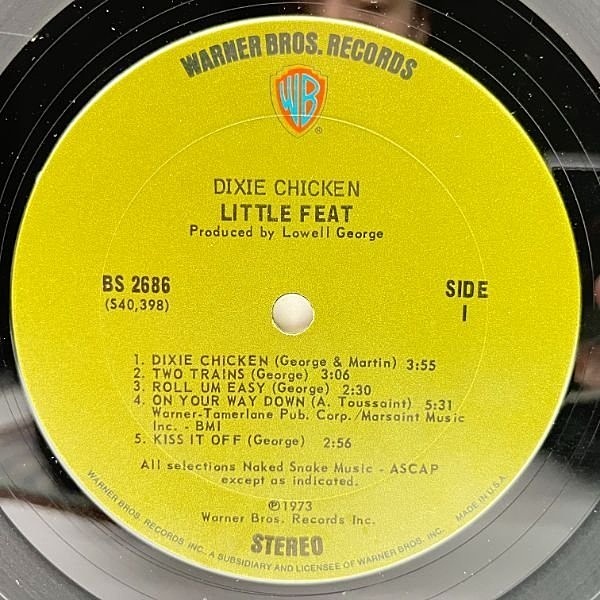 WARNER BROS. RECORDS
WB
®
DIXIE CHICKEN
LITTLE FEAT
Produced by Lowell George
BS 2686
(S40,398)
SIDE
1
1. DIXIE CHICKEN (George & Martin) 3:55
2. TWO TRAINS (George) 3:06
3. ROLL UM EASY (George) 2:30
4. ON YOUR WAY DOWN (A. Toussaint) 5:31
Warner-Tamerlane Pub. Corp./Marsaint Music
Inc. - BMI
5. KISS IT OFF (George) 2:56
All selections Naked Snake Music - ASCAP
except as indicated.
℗1973
Warner Bros. Records Inc.
STEREO
WARNER BROS. RECORDS INC. A SUBSIDIARY AND LICENSEE OF WARNER BROS. INC. MADE IN U.S.A.